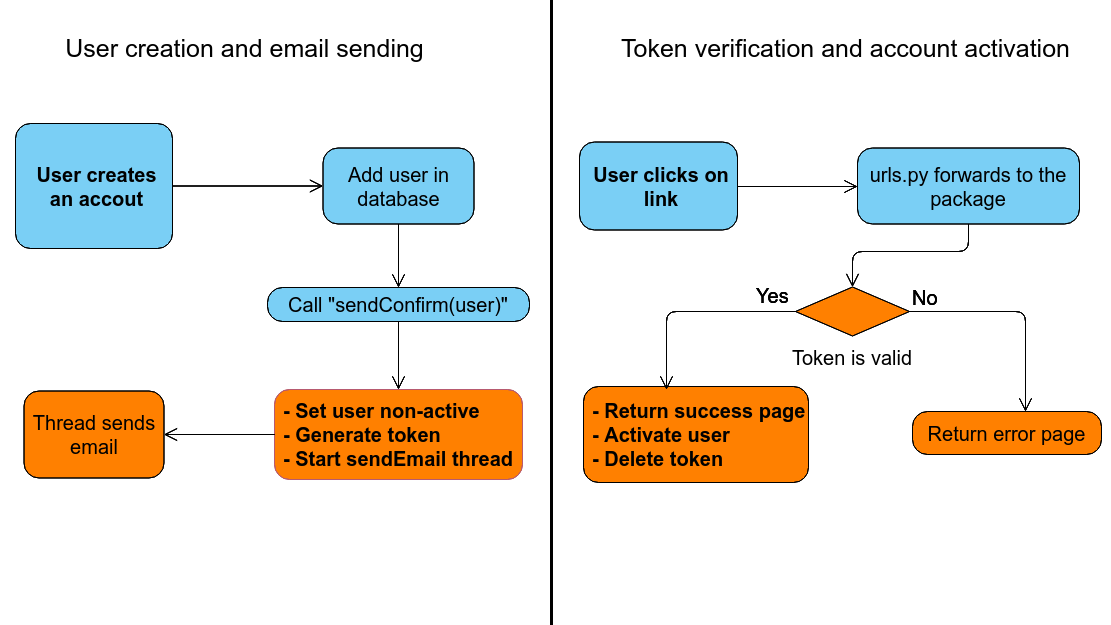 User creation and email sending
User creates
an accout
Add user in
database
Call "sendConfirm(user)"
- Set user non-active
- Generate token
- Start sendEmail thread
Thread sends
email
Token verification and account activation
User clicks on
link
urls.py forwards to the
package
Yes
No
Token is valid
- Return success page
- Activate user
- Delete token
Return error page